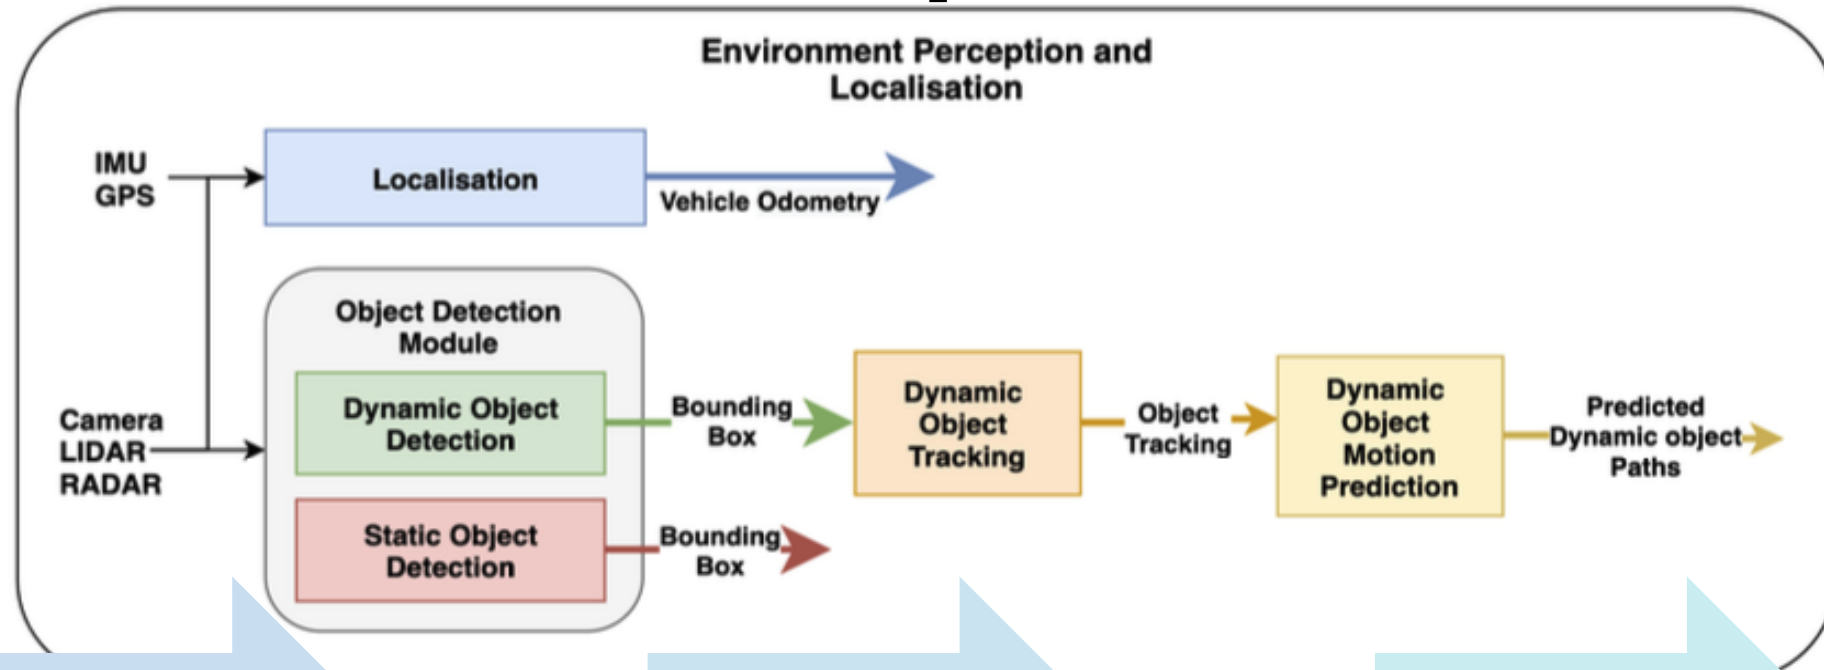 Environment Perception and
Localisation
IMU
GPS
Localisation
Vehicle Odometry
Object Detection
Module
Camera
LIDAR
RADAR
Dynamic Object
Detection
Bounding
Box
Dynamic
Object
Tracking
Object
Tracking
Dynamic
Object
Motion
Prediction
Predicted
Dynamic object
Paths
Static Object
Detection
Bounding
Box